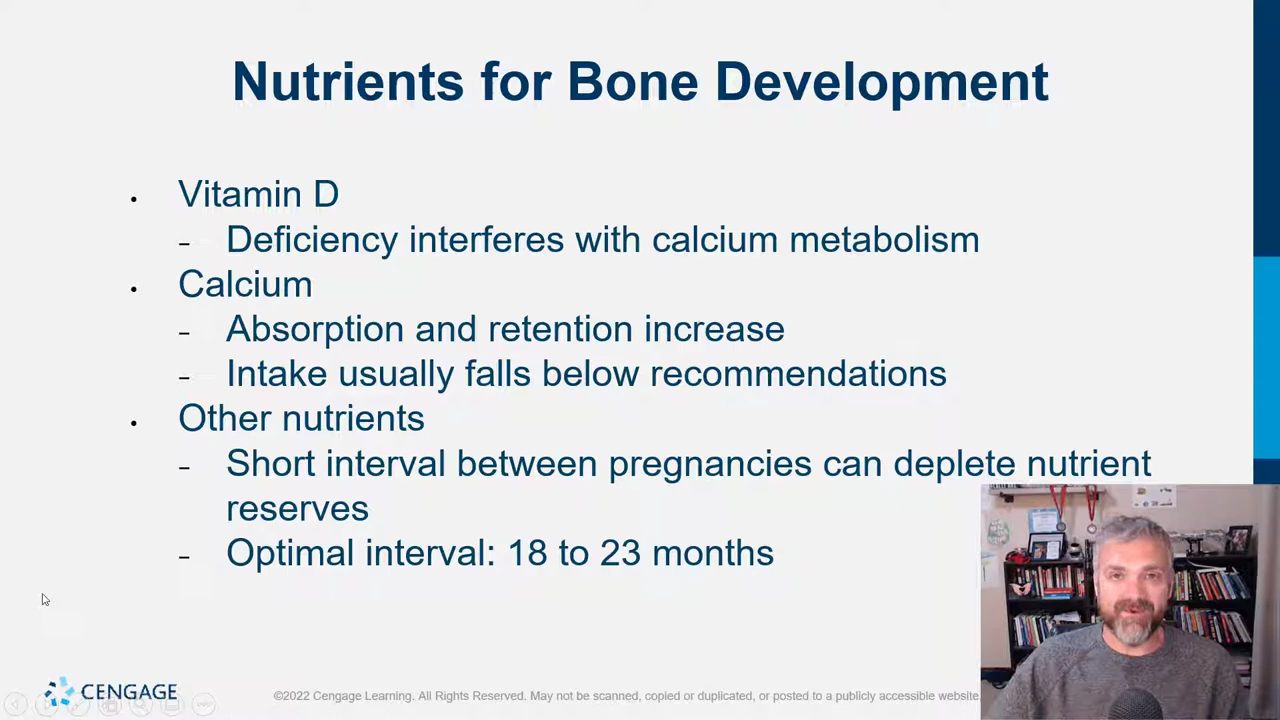 Nutrients for Bone Development
• Vitamin D
– Deficiency interferes with calcium metabolism
• Calcium
– Absorption and retention increase
– Intake usually falls below recommendations
• Other nutrients
– Short interval between pregnancies can deplete nutrient
reserves
– Optimal interval: 18 to 23 months
CENGAGE
©2022 Cengage Learning. All Rights Reserved. May not be scanned, copied or duplicated, or posted to a publicly accessible website